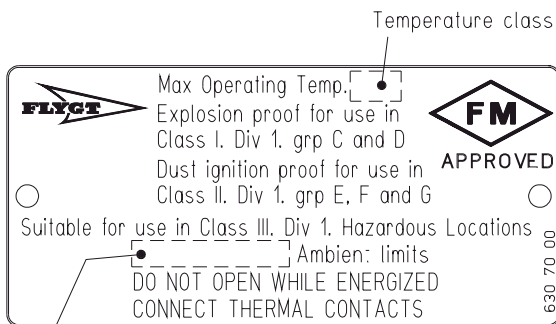 Temperature class
Max Operating Temp.
FLYGT
Explosion proof for use in
FM
Class I. Div 1. grp C and D
Dust ignition proof for use in
APPROVED
Class II. Div 1. grp E, F and G
Suitable for use in Class III. Div 1. Hazardous Locations
Ambient limits
DO NOT OPEN WHILE ENERGIZED
CONNECT THERMAL CONTACTS
630 70 00